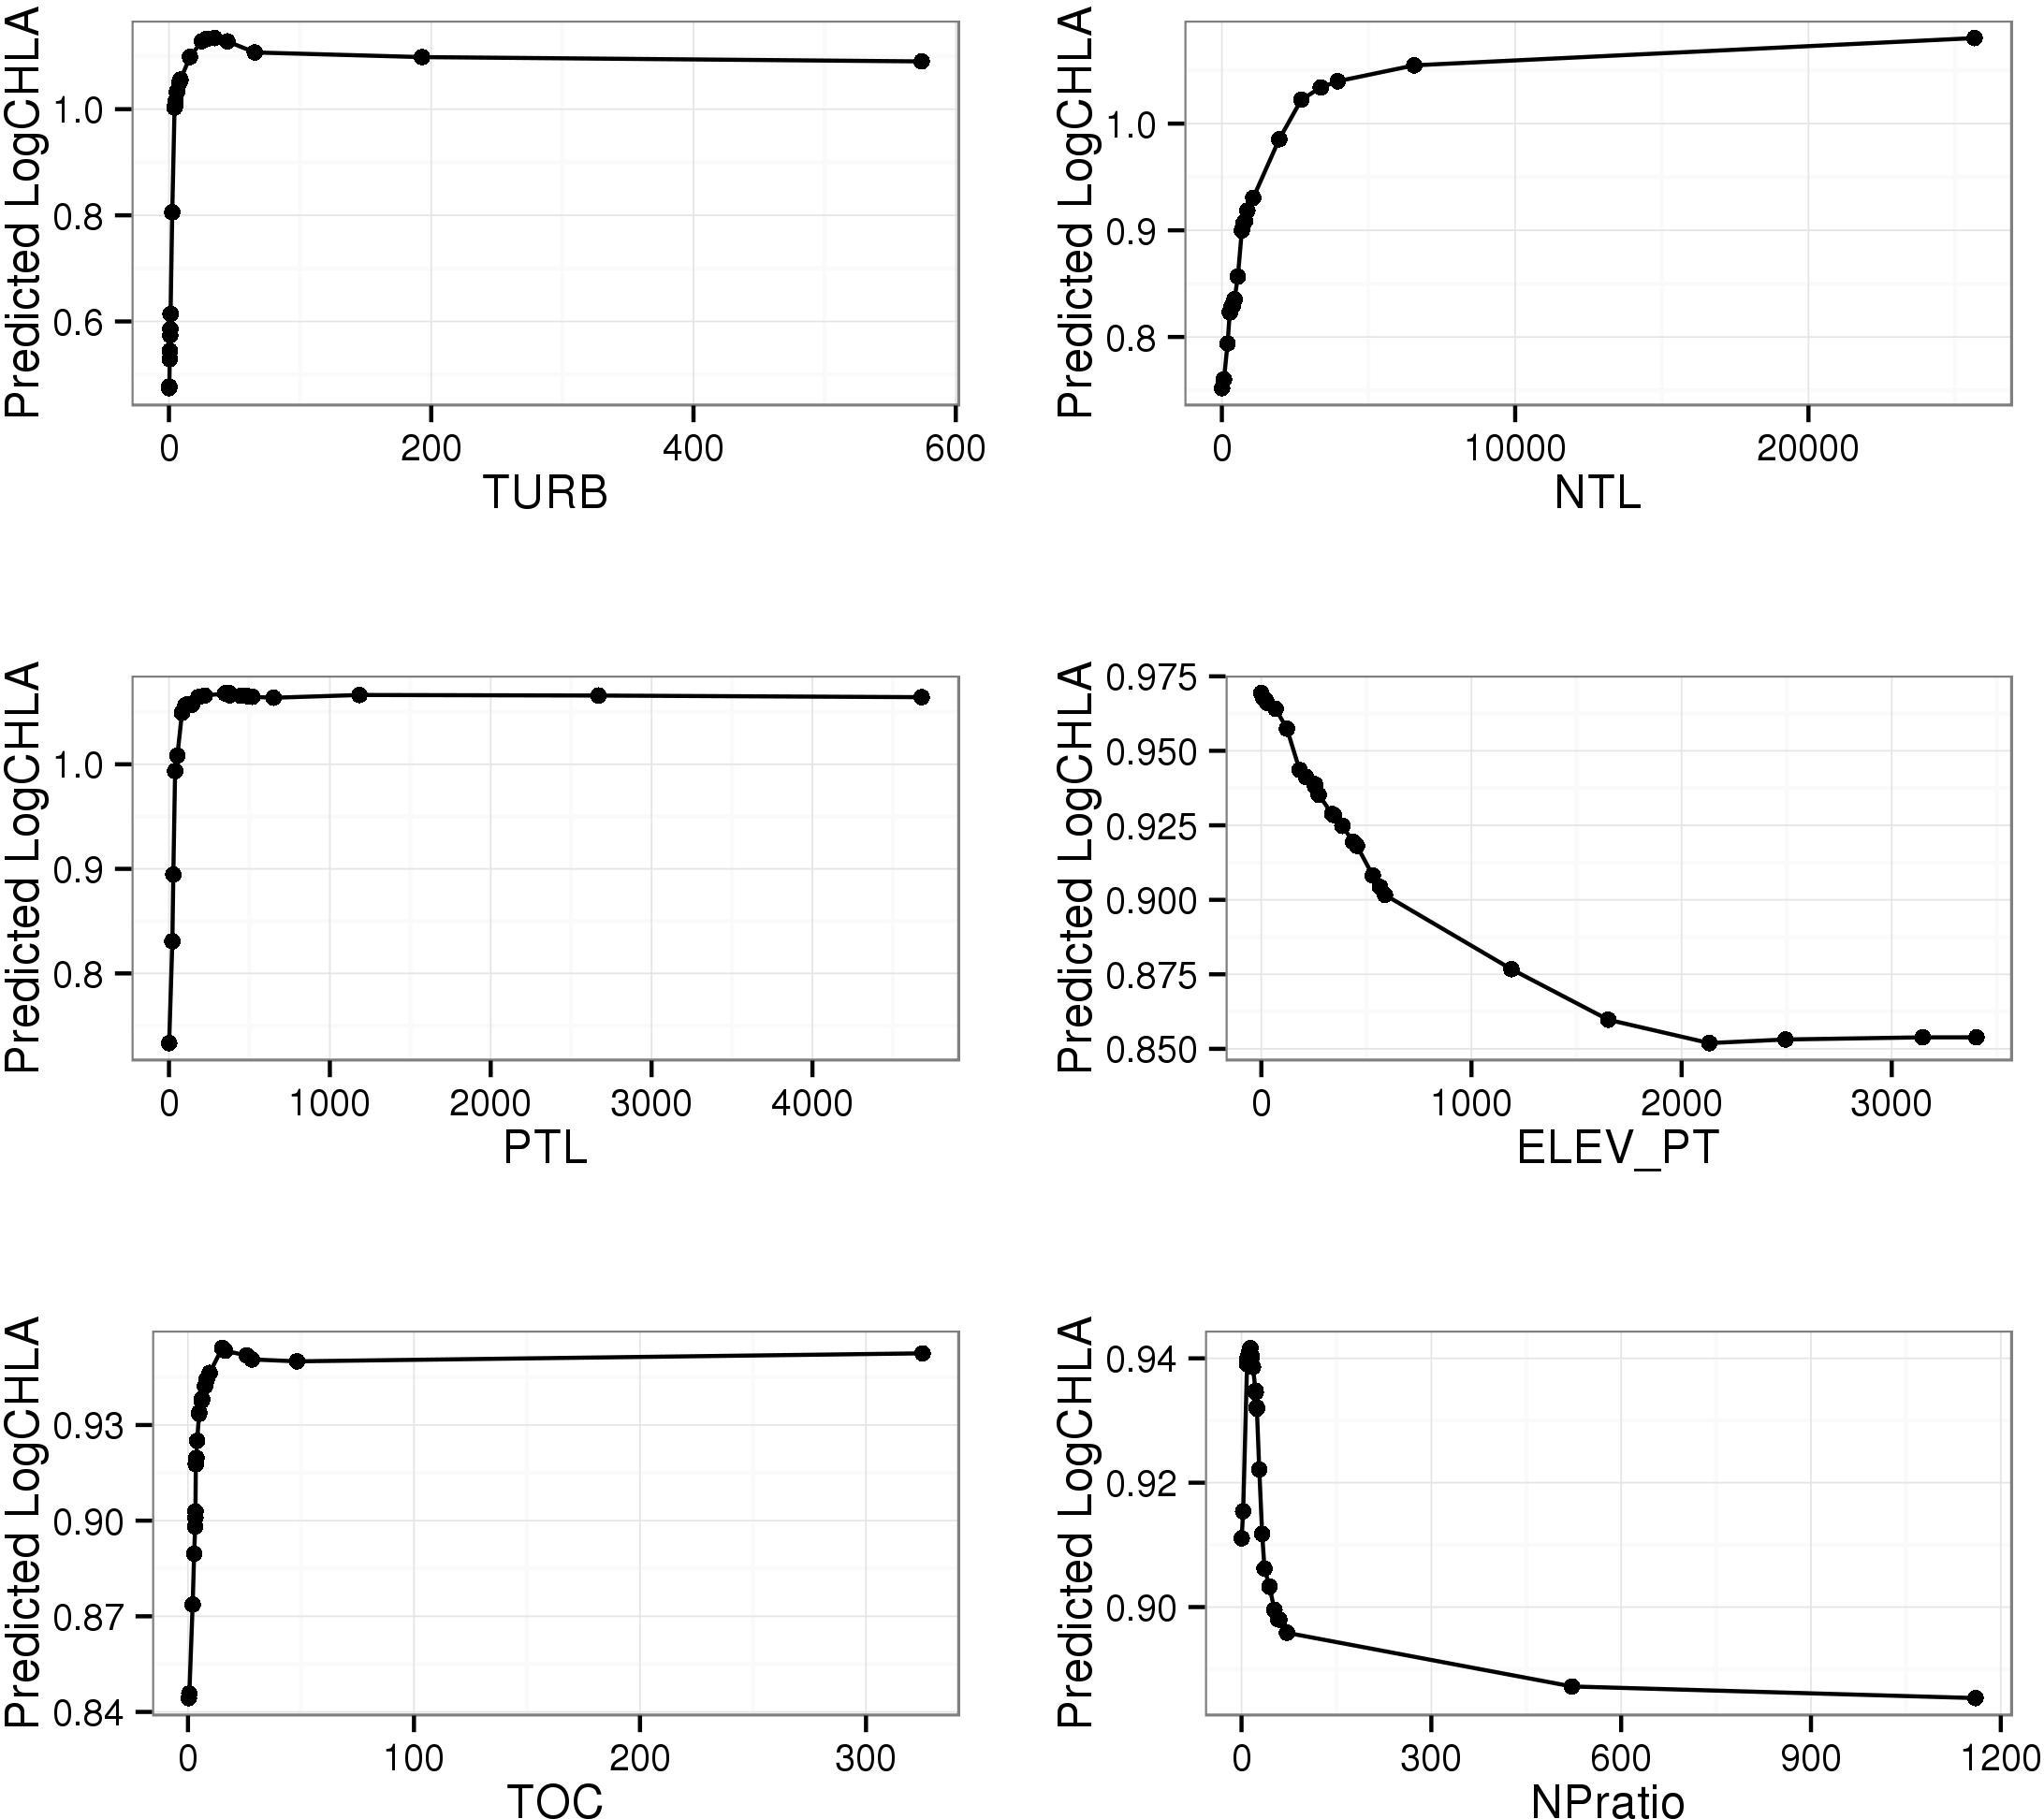 Predicted LogCHLA
1.0
0.8
0.6
0 200 400 600
TURB
Predicted LogCHLA
1.0
0.9
0.8
0 10000 20000
NTL
Predicted LogCHLA
1.0
0.9
0.8
0 1000 2000 3000 4000
PTL
Predicted LogCHLA
0.975
0.950
0.925
0.900
0.875
0.850
0 1000 2000 3000
ELEV_PT
Predicted LogCHLA
0.93
0.90
0.87
0.84
0 100 200 300
TOC
Predicted LogCHLA
0.94
0.92
0.90
0 300 600 900 1200
NPratio